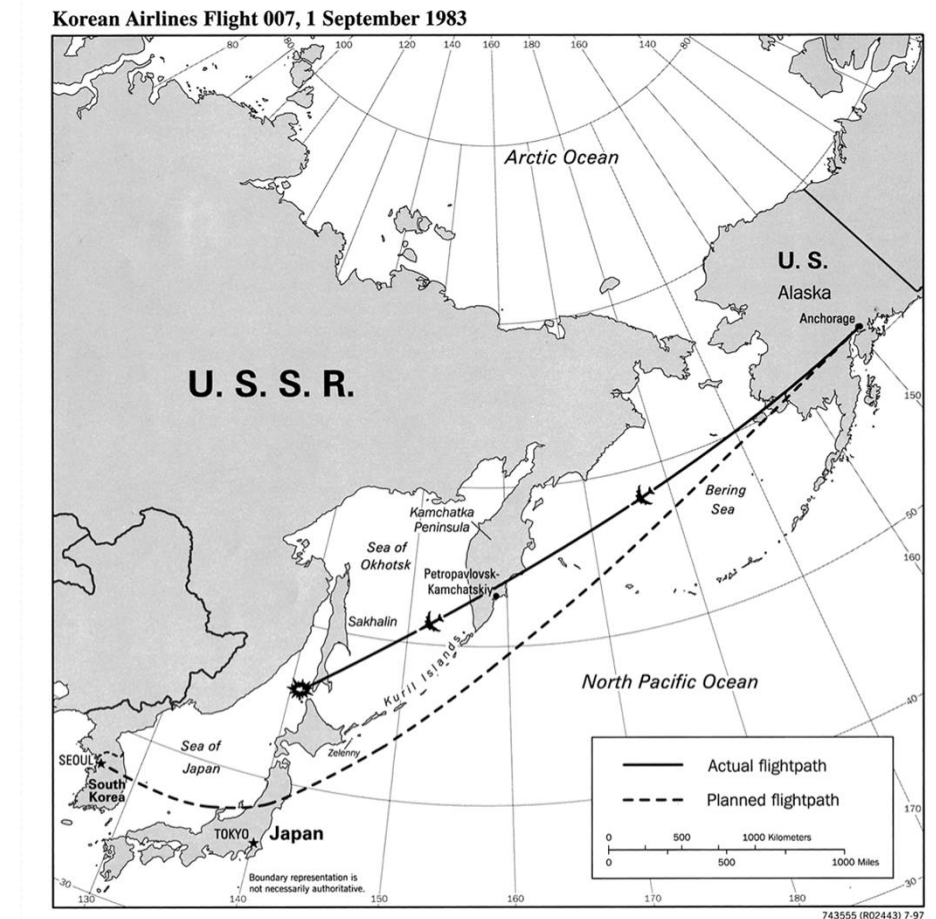 Korean Airlines Flight 007, 1 September 1983
80
80
100
120
140
160
180
160
140
80
Arctic Ocean
U. S.
Alaska
Anchorage
U. S. S. R.
150
Bering
Sea
Kamchatka
Peninsula
50
Sea of
Okhotsk
160
Petropavlovsk-
Kamchatskiy
Sakhalin
Kuril Islands
North Pacific Ocean
40
Sea of
Japan
Zelenny
SEOUL
South
Korea
Actual flightpath
Planned flightpath
170
TOKYO
Japan
0 500 1000 Kilometers
0 500 1000 Miles
Boundary representation is
not necessarily authoritative.
30
130
140
150
160
170
180
30
743555 (R02443) 7-97